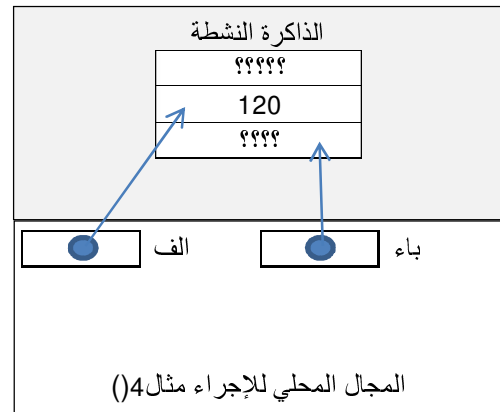 الذاكرة النشطة
؟؟؟؟؟
120
؟؟؟؟
باء
الف
المجال المحلي للإجراء مثال4()